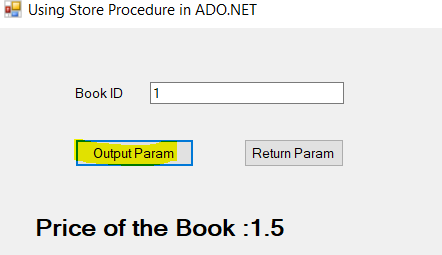 Using Store Procedure in ADO.NET
Book ID 1
Output Param Return Param
Price of the Book :1.5